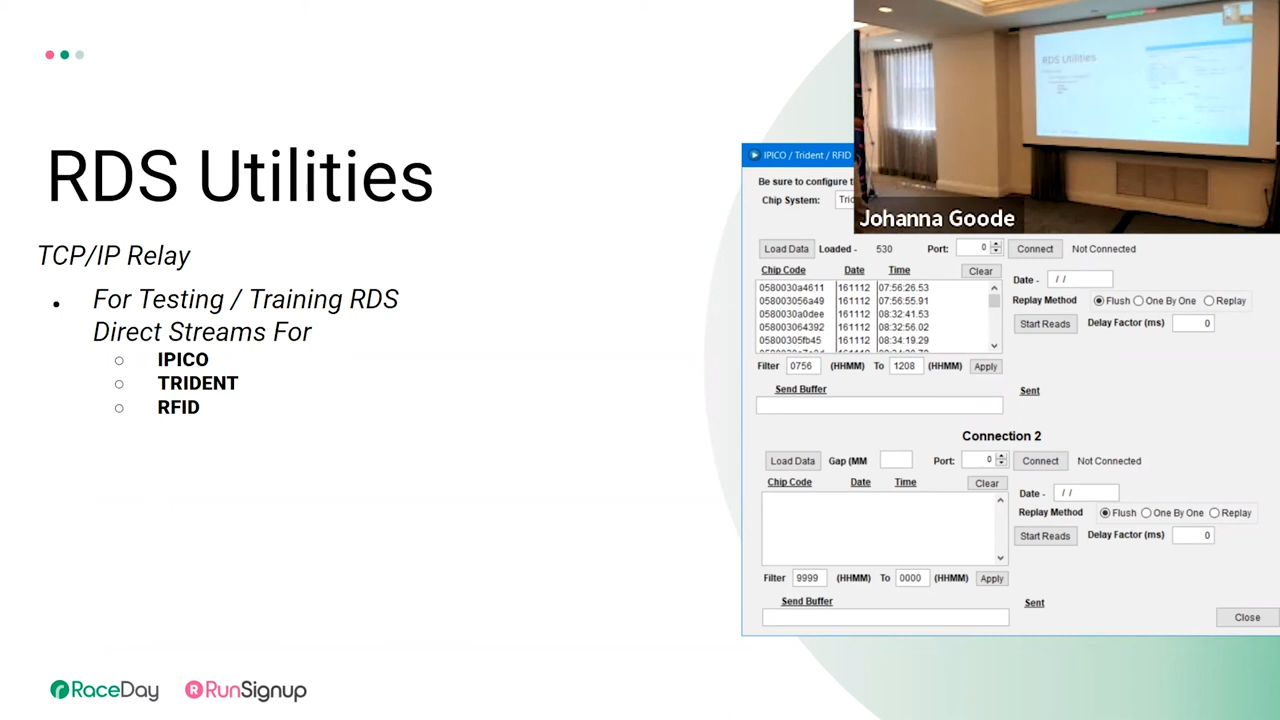 RDS Utilities
TCP/IP Relay
• For Testing / Training RDS
Direct Streams For
○ IPICO
○ TRIDENT
○ RFID
RaceDay RunSignup
RDS Utilities
Johanna Goode
IPICO / Trident / RFID
Be sure to configure
Chip System:
Load Data Loaded - 530 Port: 0 Connect Not Connected
Chip Code Date Time Clear
0580030a4611 161112 07:56:26.53
058003056a49 161112 07:56:55.91
0580030a0dee 161112 08:32:41.53
058003064392 161112 08:32:56.02
05800305fb45 161112 08:34:19.29
Date - / /
Replay Method Flush One By One Replay
Start Reads Delay Factor (ms) 0
Filter 0756 (HHMM) To 1208 (HHMM) Apply
Send Buffer Sent
Connection 2
Load Data Gap (MM Port: 0 Connect Not Connected
Chip Code Date Time Clear
Date - / /
Replay Method Flush One By One Replay
Start Reads Delay Factor (ms) 0
Filter 9999 (HHMM) To 0000 (HHMM) Apply
Send Buffer Sent
Close